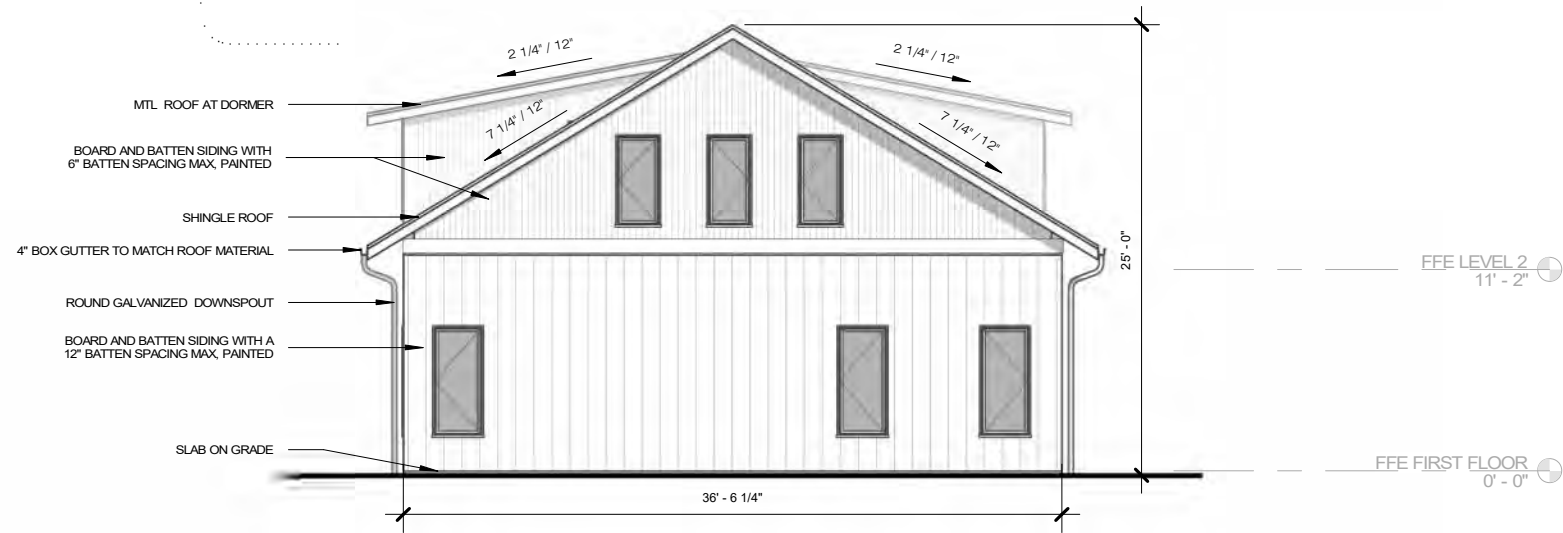 2 1/4" / 12"
2 1/4" / 12"
MTL ROOF AT DORMER
7 1/4" / 12"
7 1/4" / 12"
BOARD AND BATTEN SIDING WITH
6" BATTEN SPACING MAX, PAINTED
SHINGLE ROOF
4" BOX GUTTER TO MATCH ROOF MATERIAL
25' - 0"
FFE LEVEL 2
11' - 2"
ROUND GALVANIZED DOWNSPOUT
BOARD AND BATTEN SIDING WITH A
12" BATTEN SPACING MAX, PAINTED
SLAB ON GRADE
FFE FIRST FLOOR
0' - 0"
36' - 6 1/4"